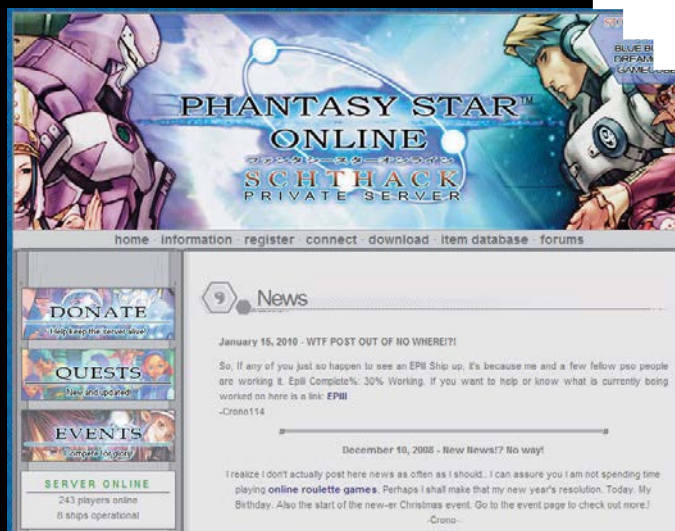 BLUE BU
DREAM
GAMECUBE
PHANTASY STAR™
ONLINE
ファンタシースターオンライン
SCHTHACK
PRIVATE SERVER
home · information · register · connect · download · item database · forums
DONATE
Help keep the server alive!
QUESTS
New and updated!
EVENTS
Compete for glory!
SERVER ONLINE
243 players online
8 ships operational
News
January 15, 2010 - WTF POST OUT OF NO WHERE!?!
So, If any of you just so happen to see an EPIII Ship up, it's because me and a few fellow pso people
are working it. EpIII Complete%: 30% Working. If you want to help or know what is currently being
worked on here is a link: EPIII
-Crono114
December 10, 2008 - New News!? No way!
I realize I don't actually post here news as often as I should.. I can assure you I am not spending time
playing online roulette games. Perhaps I shall make that my new year's resolution. Today. My
Birthday. Also the start of the new-er Christmas event. Go to the event page to check out more.!
-Crono-